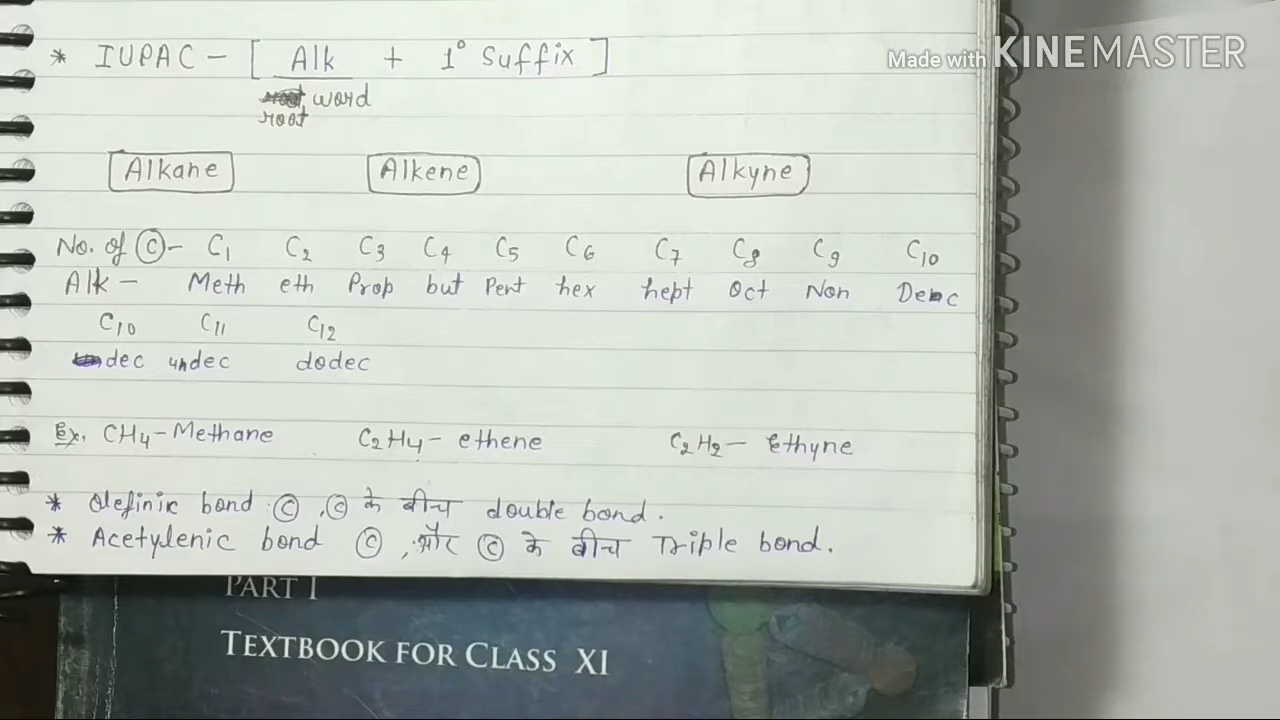 * IUPAC - [ Alk + 1° Suffix ]
Made with KINEMASTER
word
root
Alkane Alkene Alkyne
No. of Ⓒ- C₁ C₂ C₃ C₄ C₅ C₆ C₇ C₈ C₉ C₁₀
Alk - Meth eth Prop but Pent hex hept Oct Non Dec
C₁₀ C₁₁ C₁₂
dec undec dodec
Ex. CH₄ - Methane C₂H₄ - ethene C₂H₂ - Ethyne
* Olefinic bond Ⓒ , Ⓒ के बीच double bond.
* Acetylenic bond Ⓒ , और Ⓒ के बीच Triple bond.
PART I
TEXTBOOK FOR CLASS XI